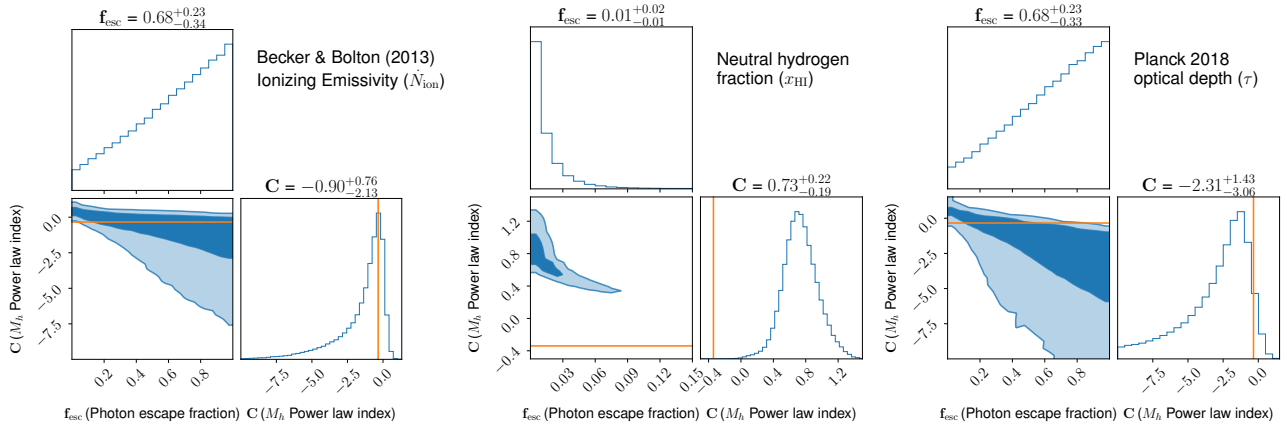 f_esc = 0.68^{+0.23}_{-0.34}
Becker & Bolton (2013)
Ionizing Emissivity (Ṅ_ion)
C = −0.90^{+0.76}_{-2.13}
C (M_h Power law index)
0.0
−2.5
−5.0
−7.5
0.2 0.4 0.6 0.8
−7.5 −5.0 −2.5 0.0
f_esc (Photon escape fraction)
C (M_h Power law index)
f_esc = 0.01^{+0.02}_{-0.01}
Neutral hydrogen
fraction (x_HI)
C = 0.73^{+0.22}_{-0.19}
C (M_h Power law index)
1.2
0.8
0.4
0.0
−0.4
0.03 0.06 0.09 0.12 0.15
−0.4 0.0 0.4 0.8 1.2
f_esc (Photon escape fraction)
C (M_h Power law index)
f_esc = 0.68^{+0.23}_{-0.33}
Planck 2018
optical depth (τ)
C = −2.31^{+1.43}_{-3.06}
C (M_h Power law index)
0.0
−2.5
−5.0
−7.5
0.2 0.4 0.6 0.8
−7.5 −5.0 −2.5 0.0
f_esc (Photon escape fraction)
C (M_h Power law index)